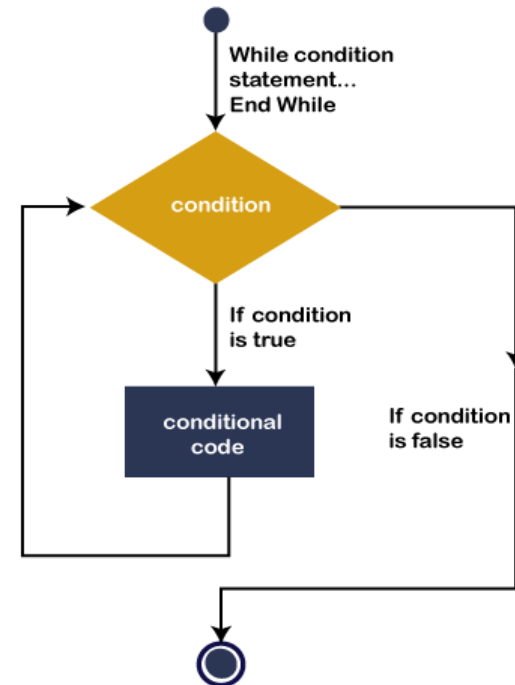 While condition
statement...
End While
condition
If condition
is true
conditional
code
If condition
is false